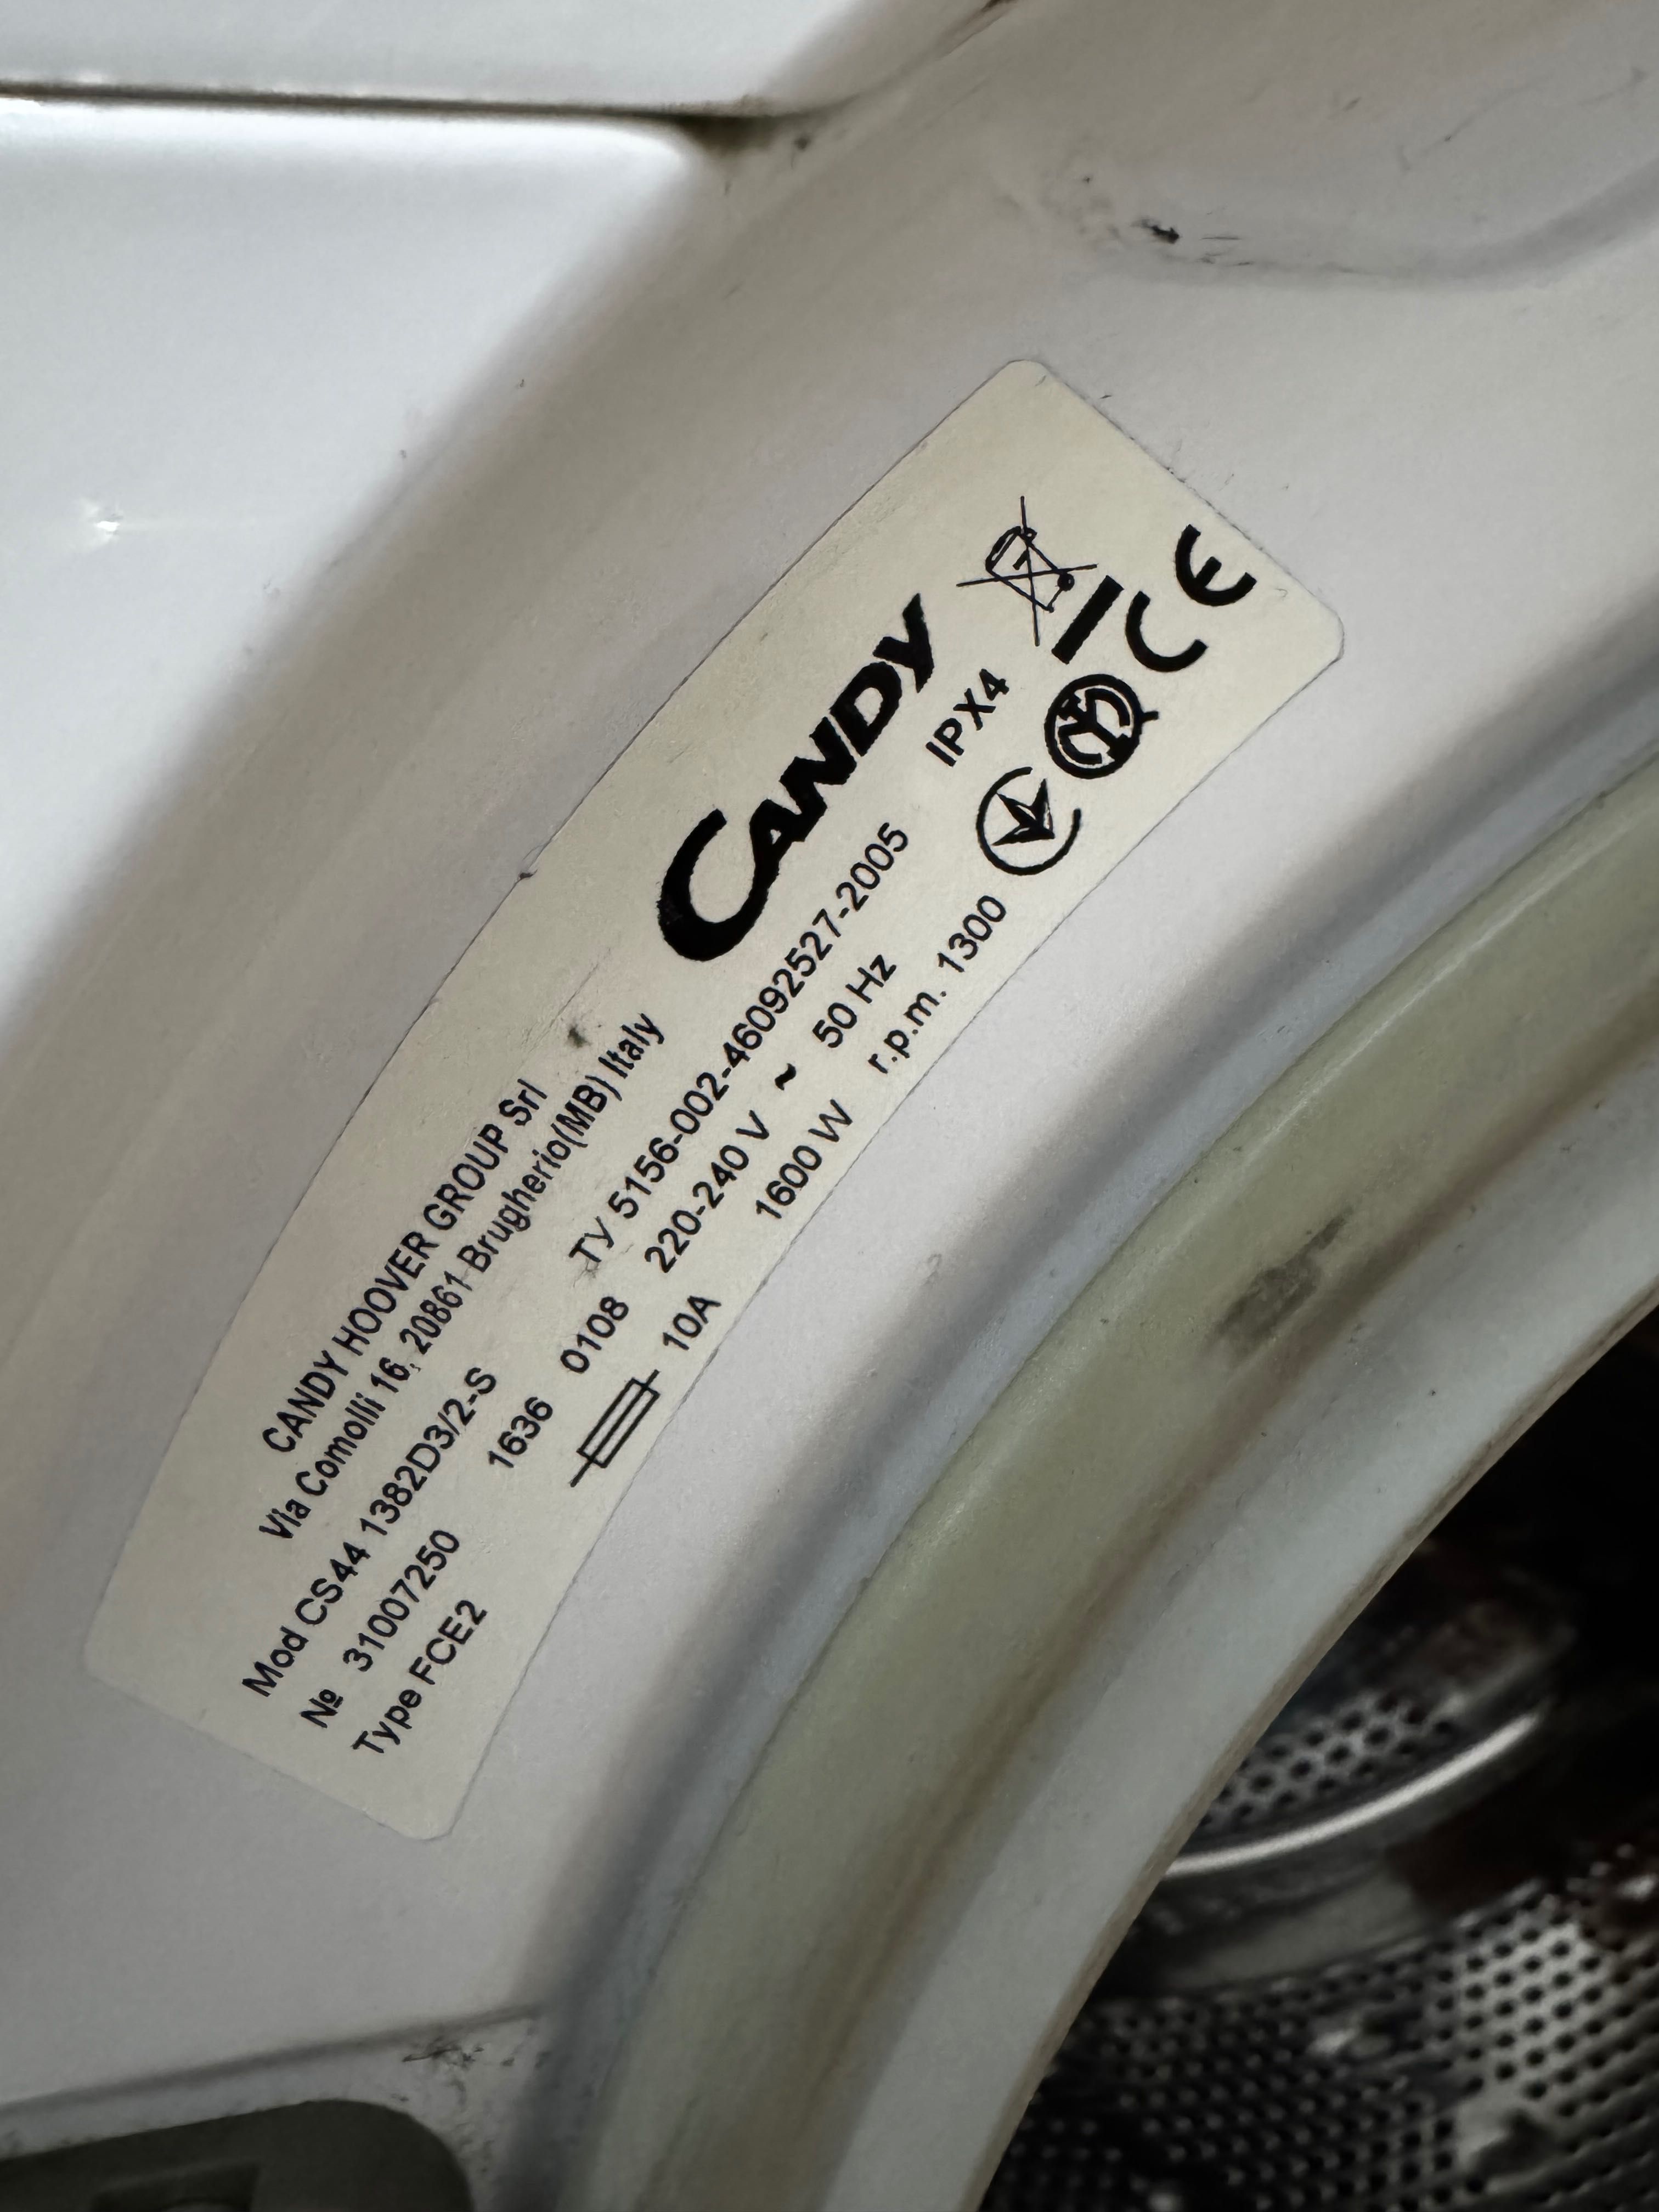 CANDY HOOVER GROUP Srl
Via Comolli 16, 20861 Brugherio(MB) Italy
CANDY
Mod CS44 1382D3/2-S
ТУ 5156-002-46092527-2005
IPX4
№ 31007250 1636 0108 220-240 V ~ 50 Hz
Type FCE2 10A 1600 W r.p.m. 1300
CE